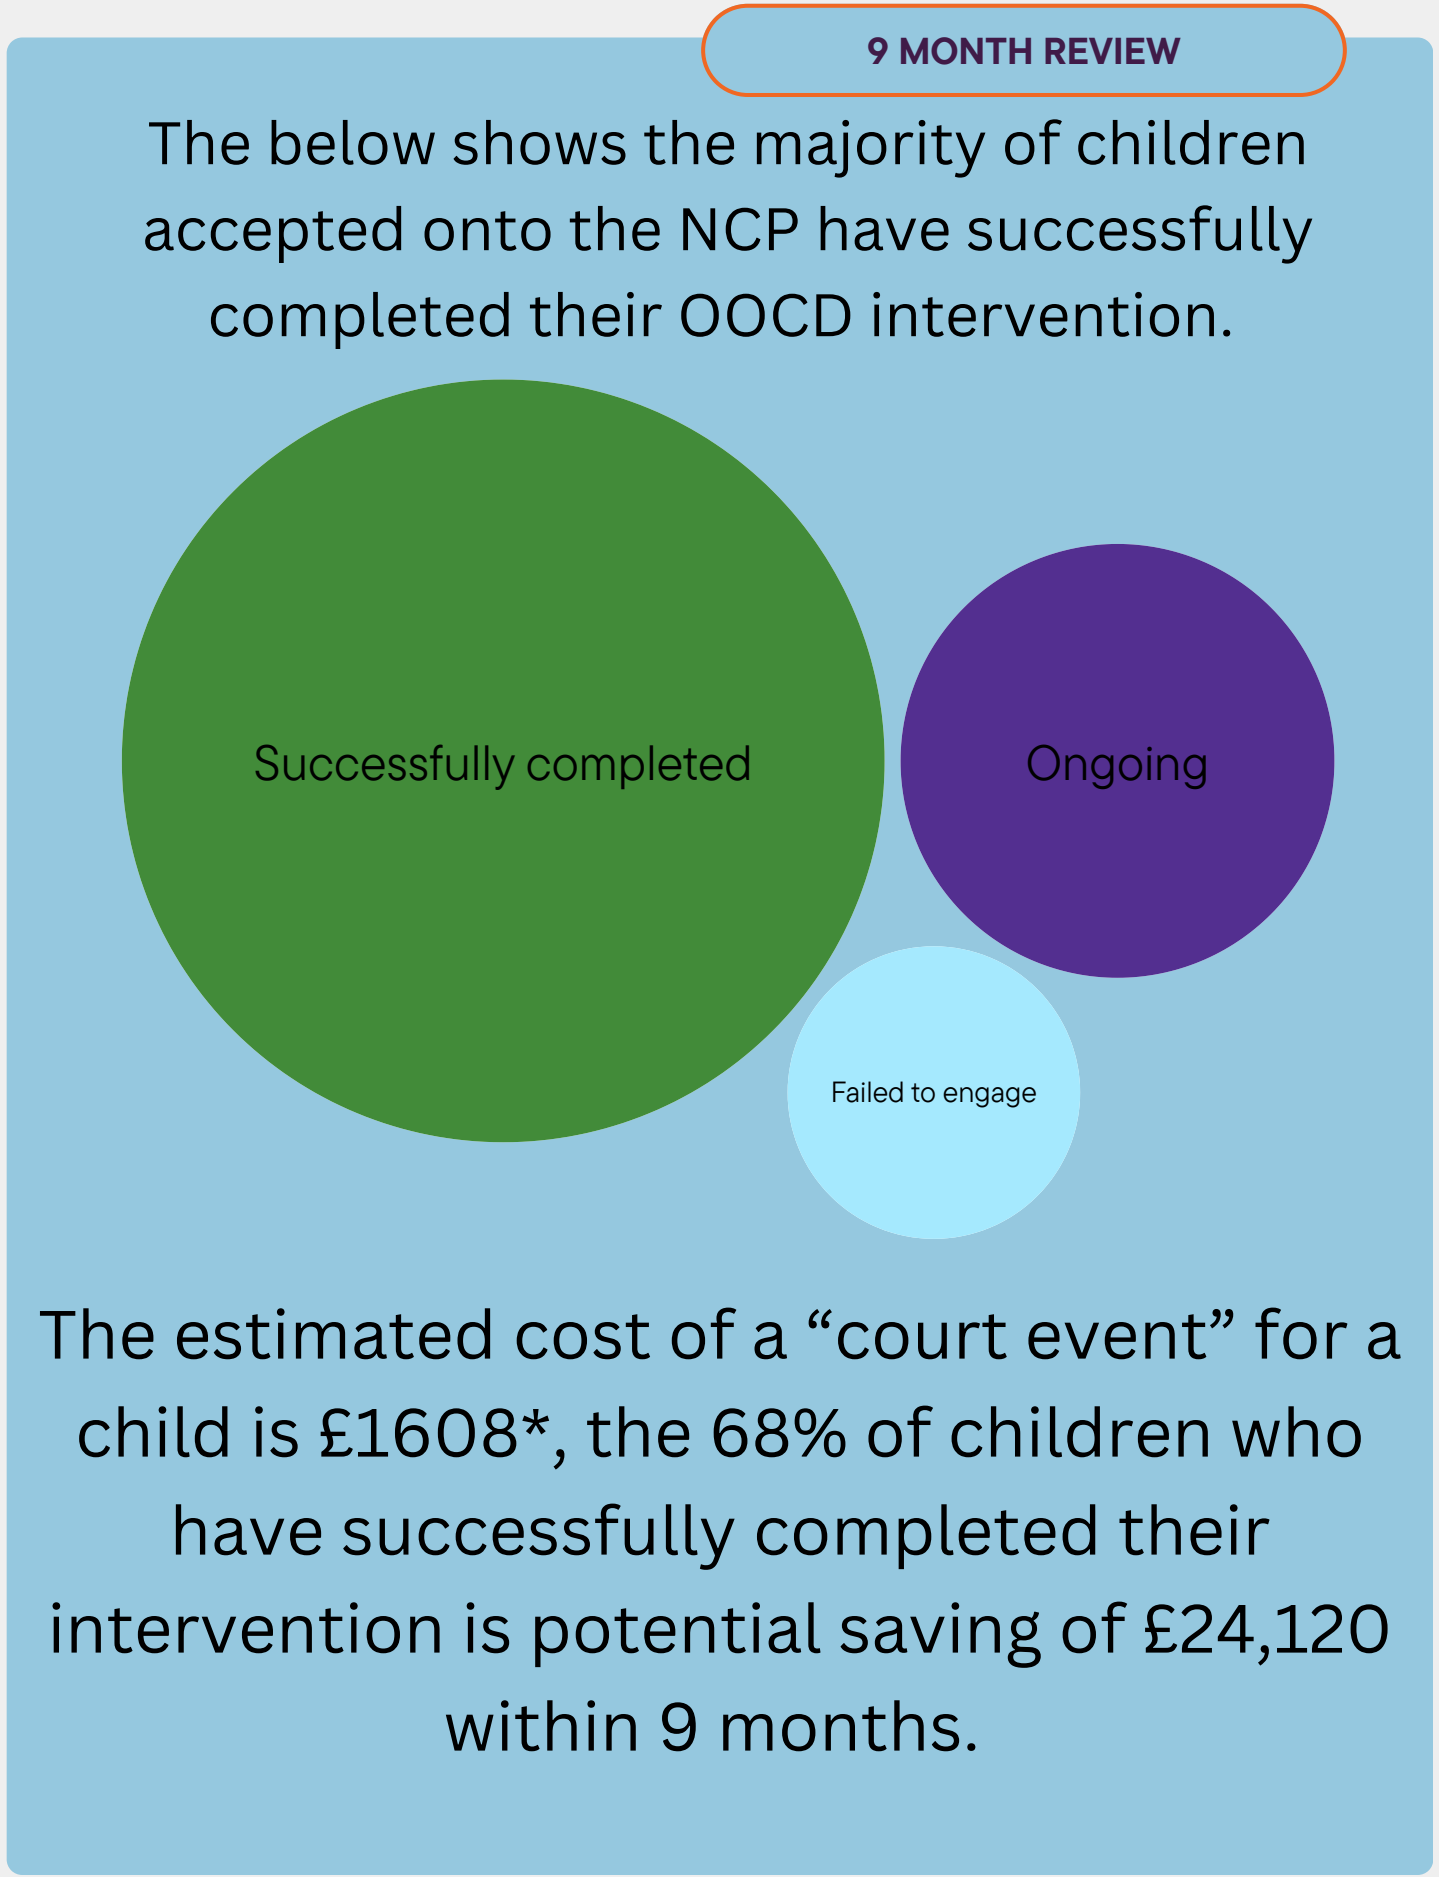 9 MONTH REVIEW
The below shows the majority of children
accepted onto the NCP have successfully
completed their OOCD intervention.
Successfully completed
Ongoing
Failed to engage
The estimated cost of a “court event” for a
child is £1608*, the 68% of children who
have successfully completed their
intervention is potential saving of £24,120
within 9 months.